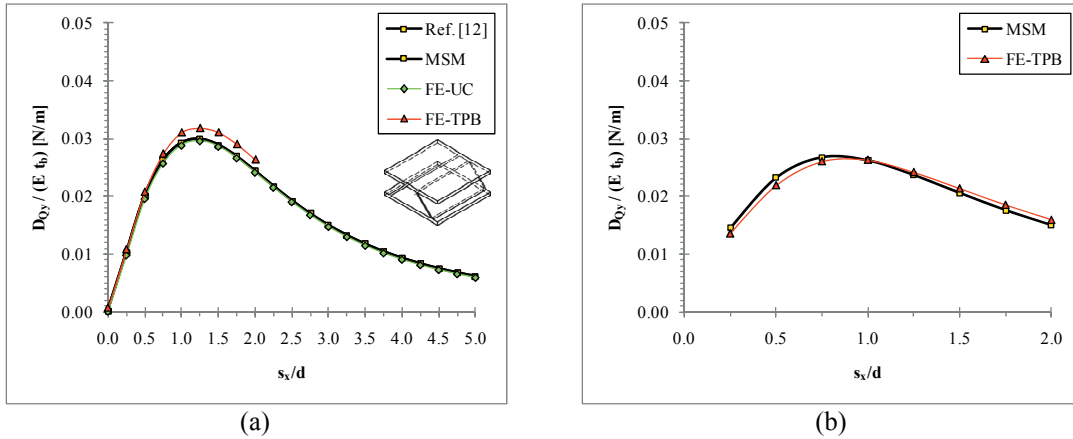 0.05
0.04
0.03
0.02
0.01
0.00
D_Qy / (E t_b) [N/m]
0.0 0.5 1.0 1.5 2.0 2.5 3.0 3.5 4.0 4.5 5.0
s_x/d
Ref.[12]
MSM
FE-UC
FE-TPB
(a)
0.05
0.04
0.03
0.02
0.01
0.00
D_Qy / (E t_b) [N/m]
0.0 0.5 1.0 1.5 2.0
s_x/d
MSM
FE-TPB
(b)